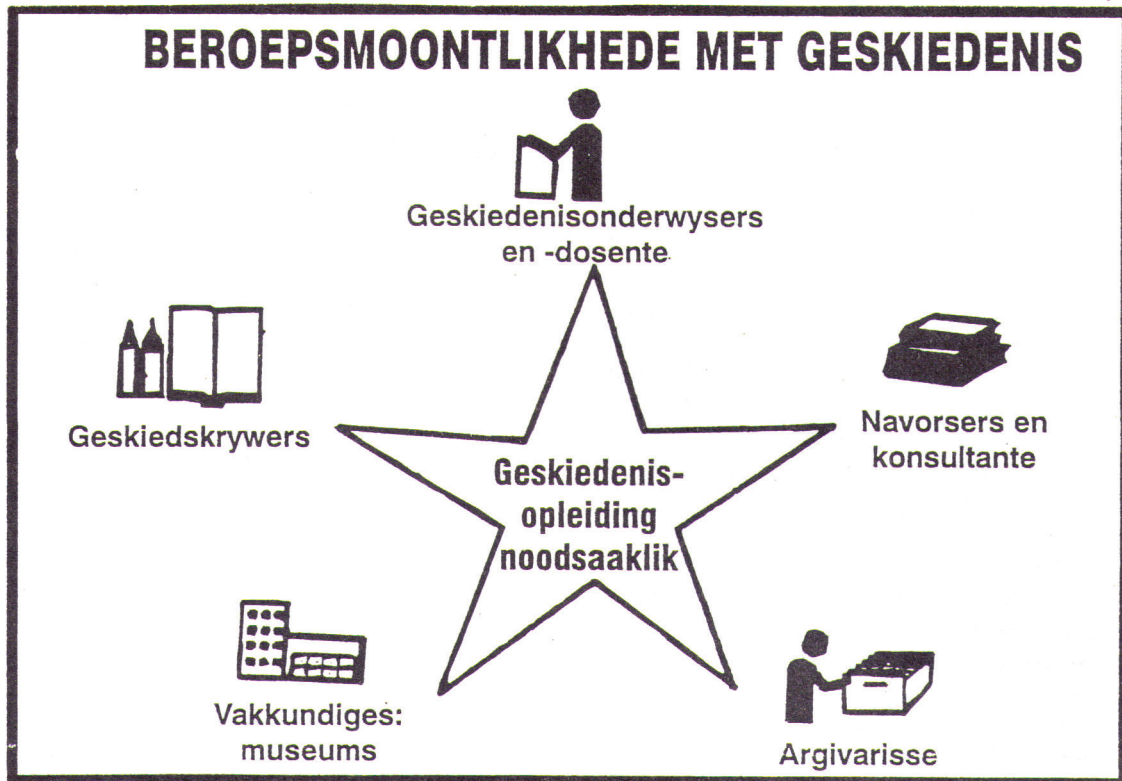 BEROEPSMOONTLIKHEDE MET GESKIEDENIS
Geskiedenisonderwysers
en -dosente
Geskiedskrywers
Navorsers en
konsultante
Geskiedenis-
opleiding
noodsaaklik
Vakkundiges:
museums
Argivarisse